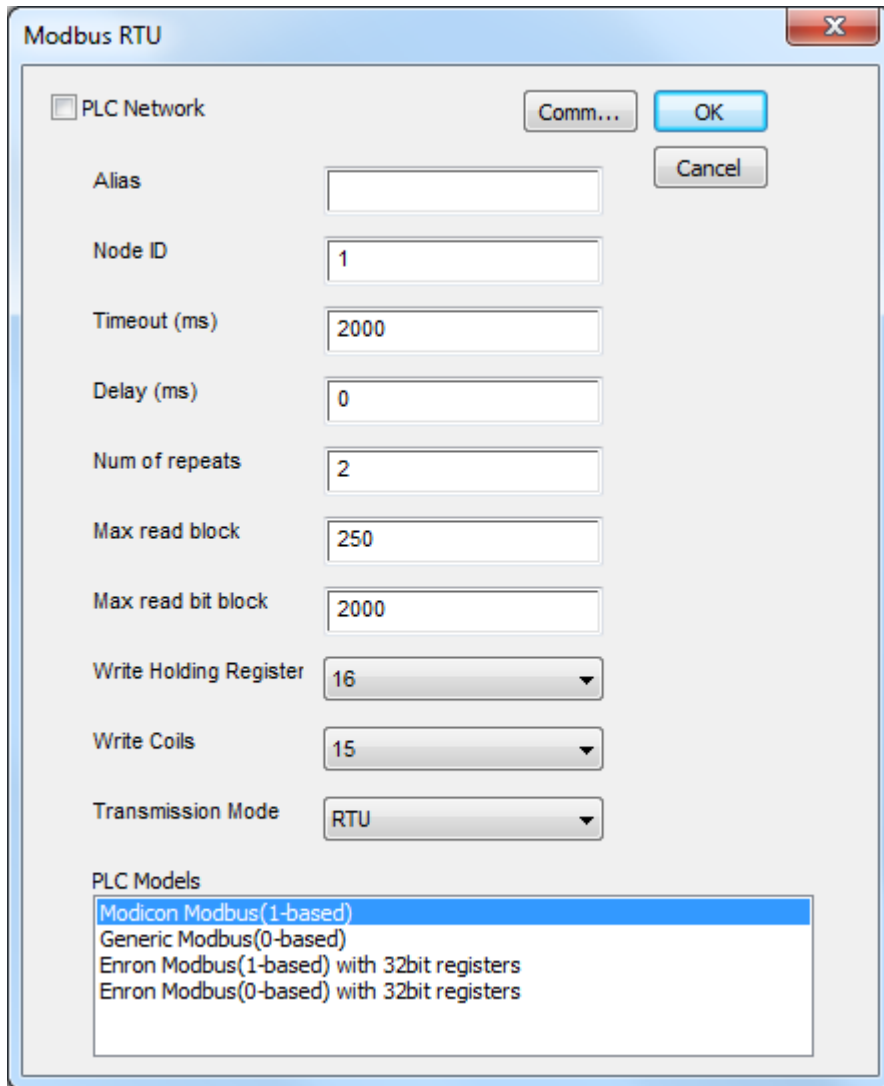 Modbus RTU
PLC Network
Comm...
OK
Cancel
Alias
Node ID
1
Timeout (ms)
2000
Delay (ms)
0
Num of repeats
2
Max read block
250
Max read bit block
2000
Write Holding Register
16
Write Coils
15
Transmission Mode
RTU
PLC Models
Modicon Modbus(1-based)
Generic Modbus(0-based)
Enron Modbus(1-based) with 32bit registers
Enron Modbus(0-based) with 32bit registers